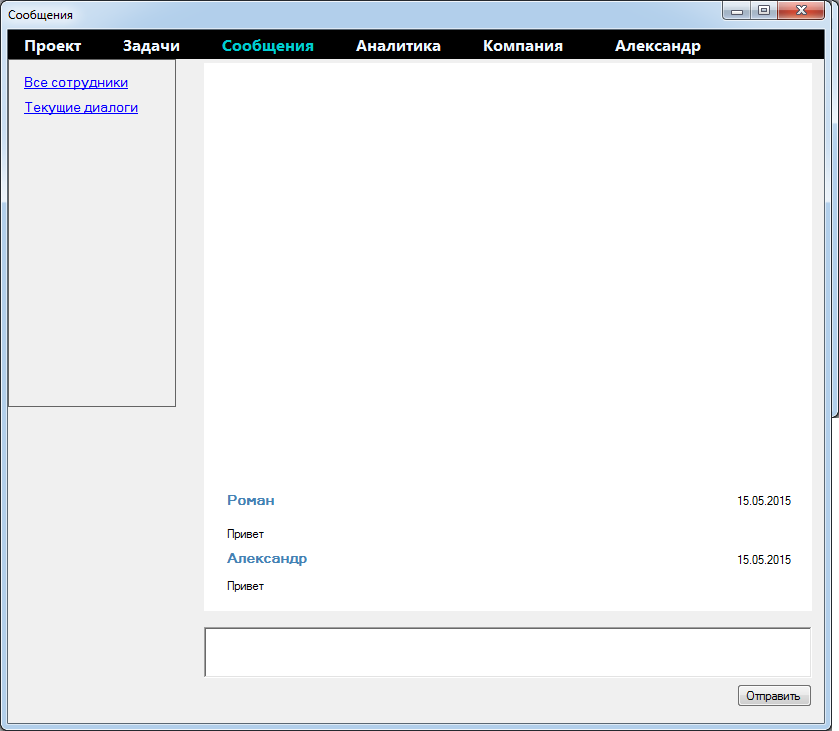 Сообщения
Проект Задачи Сообщения Аналитика Компания Александр
Все сотрудники
Текущие диалоги
Роман 15.05.2015
Привет
Александр 15.05.2015
Привет
Отправить